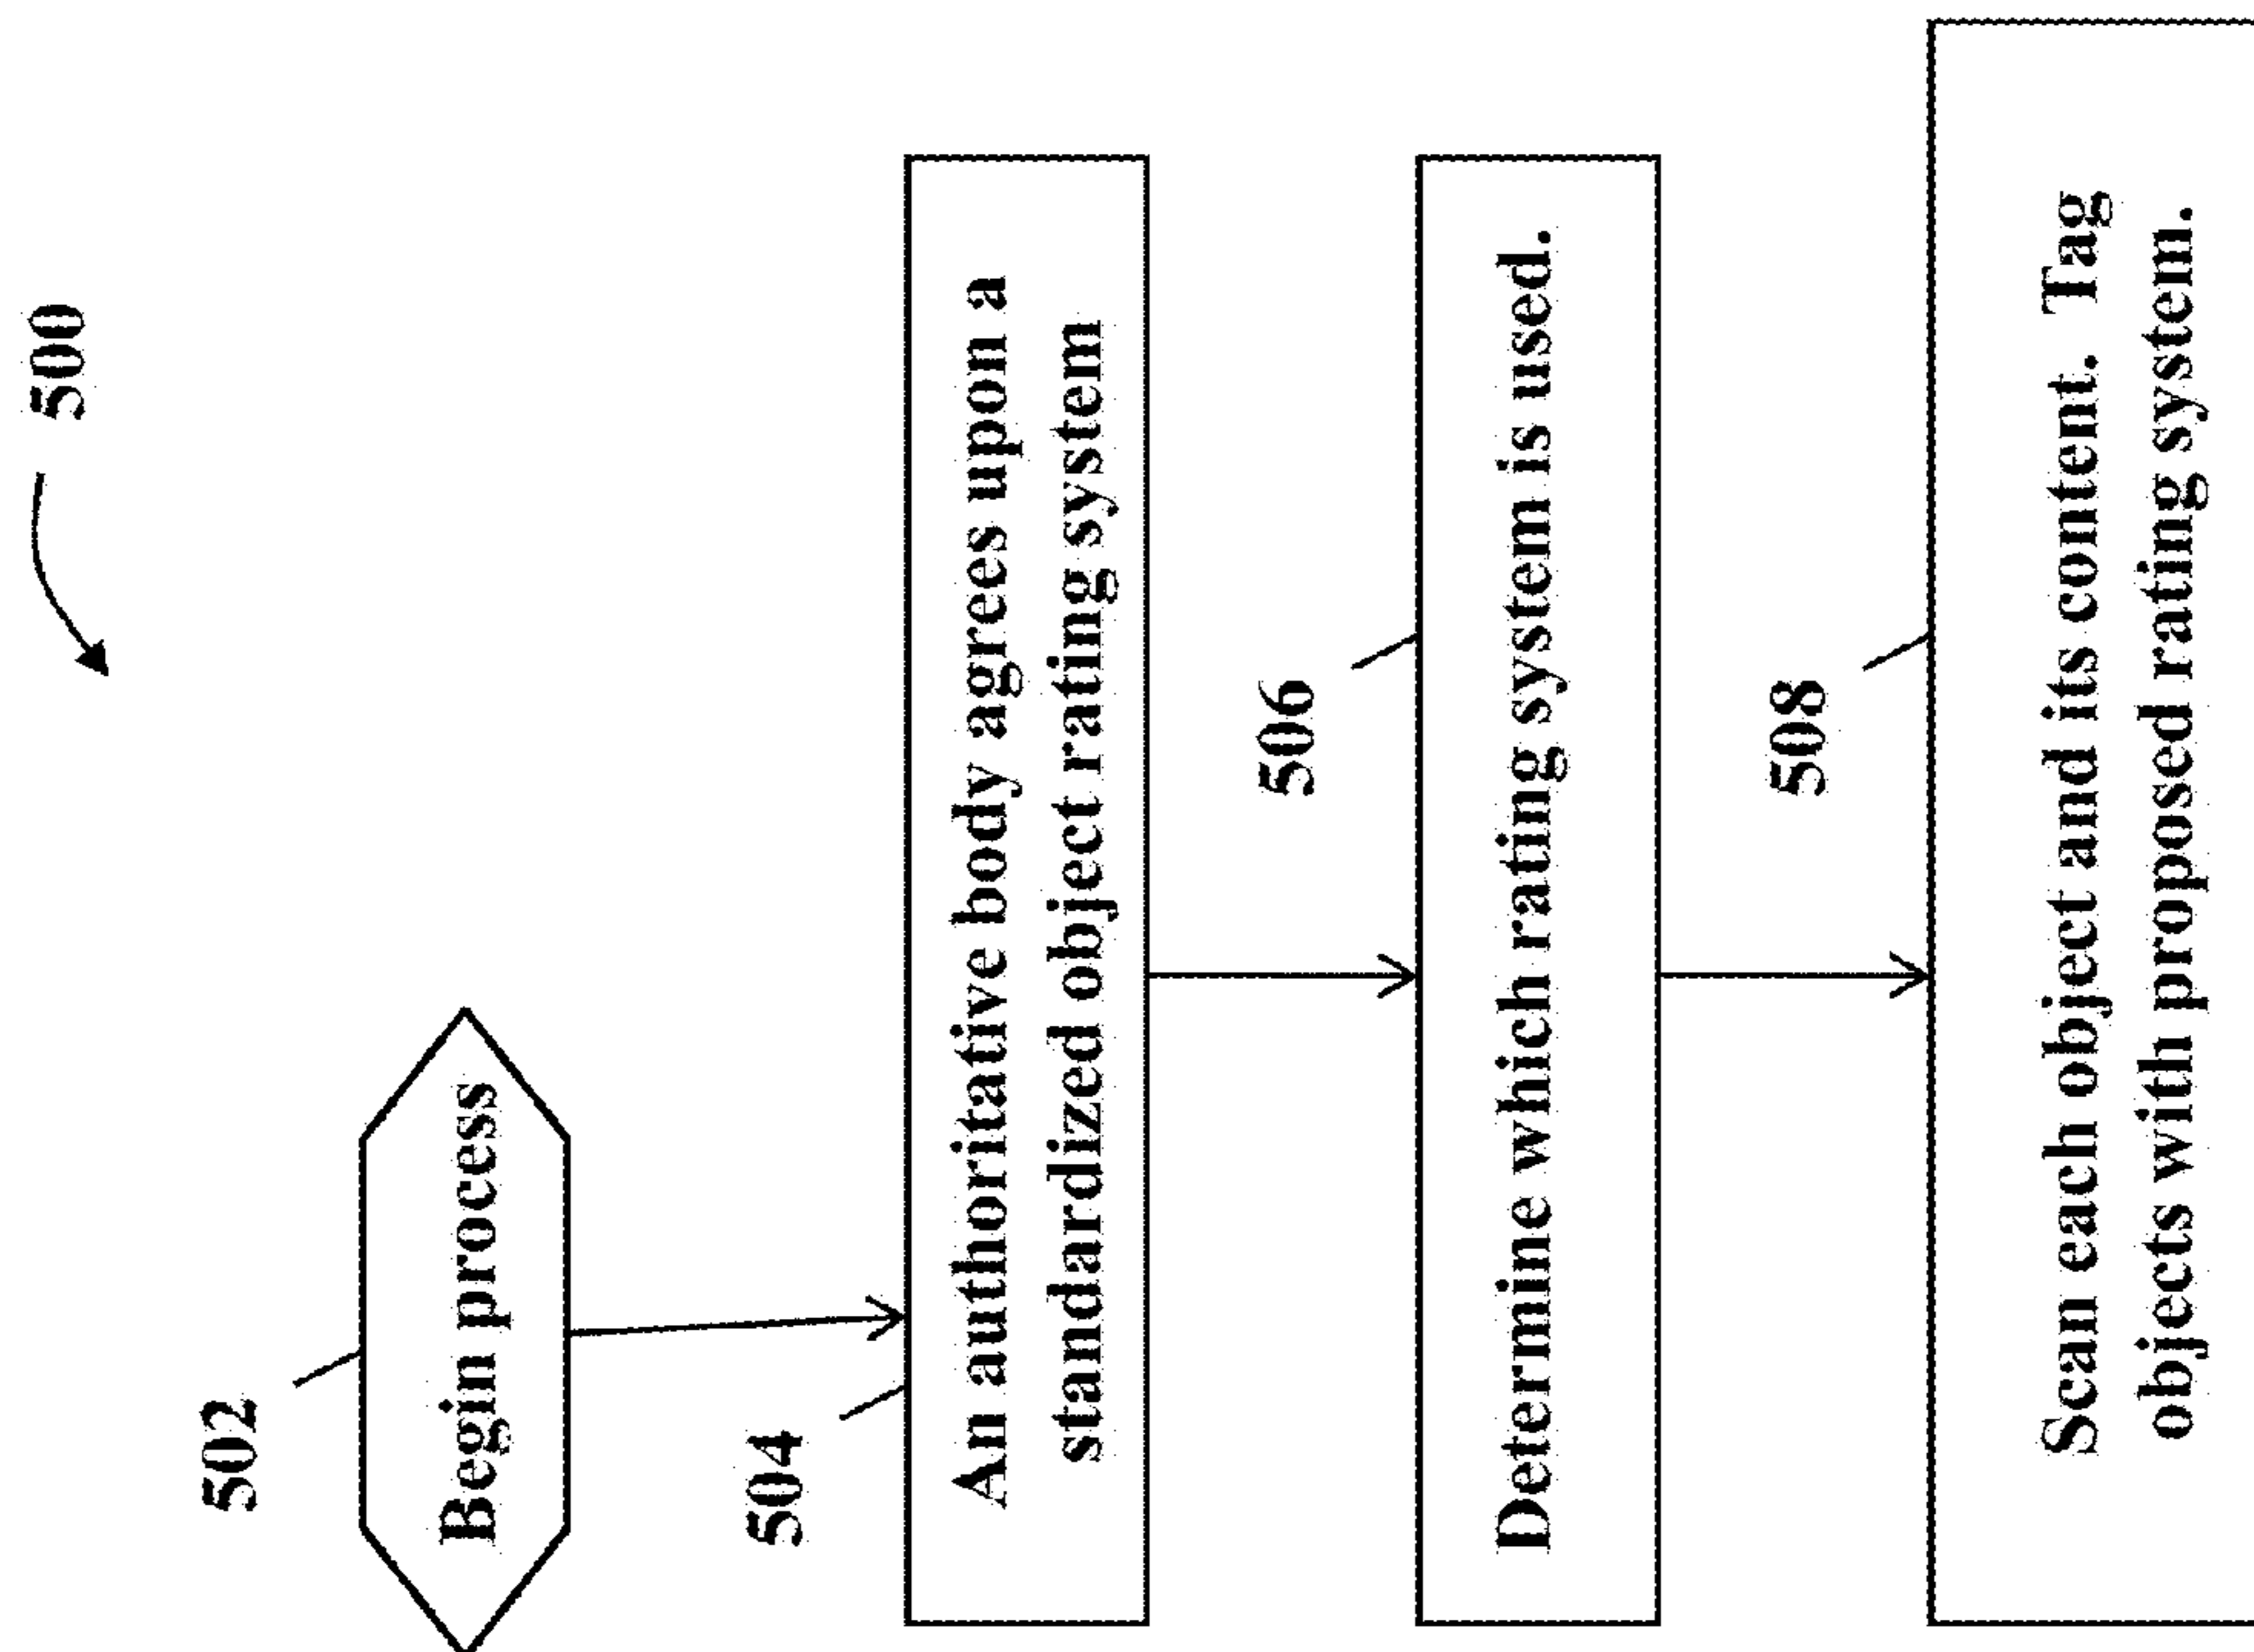 500
502
Begin process
504
An authoritative body agrees upon a
standardized object rating system
506
Determine which rating system is used.
508
Scan each object and its content. Tag
objects with proposed rating system.